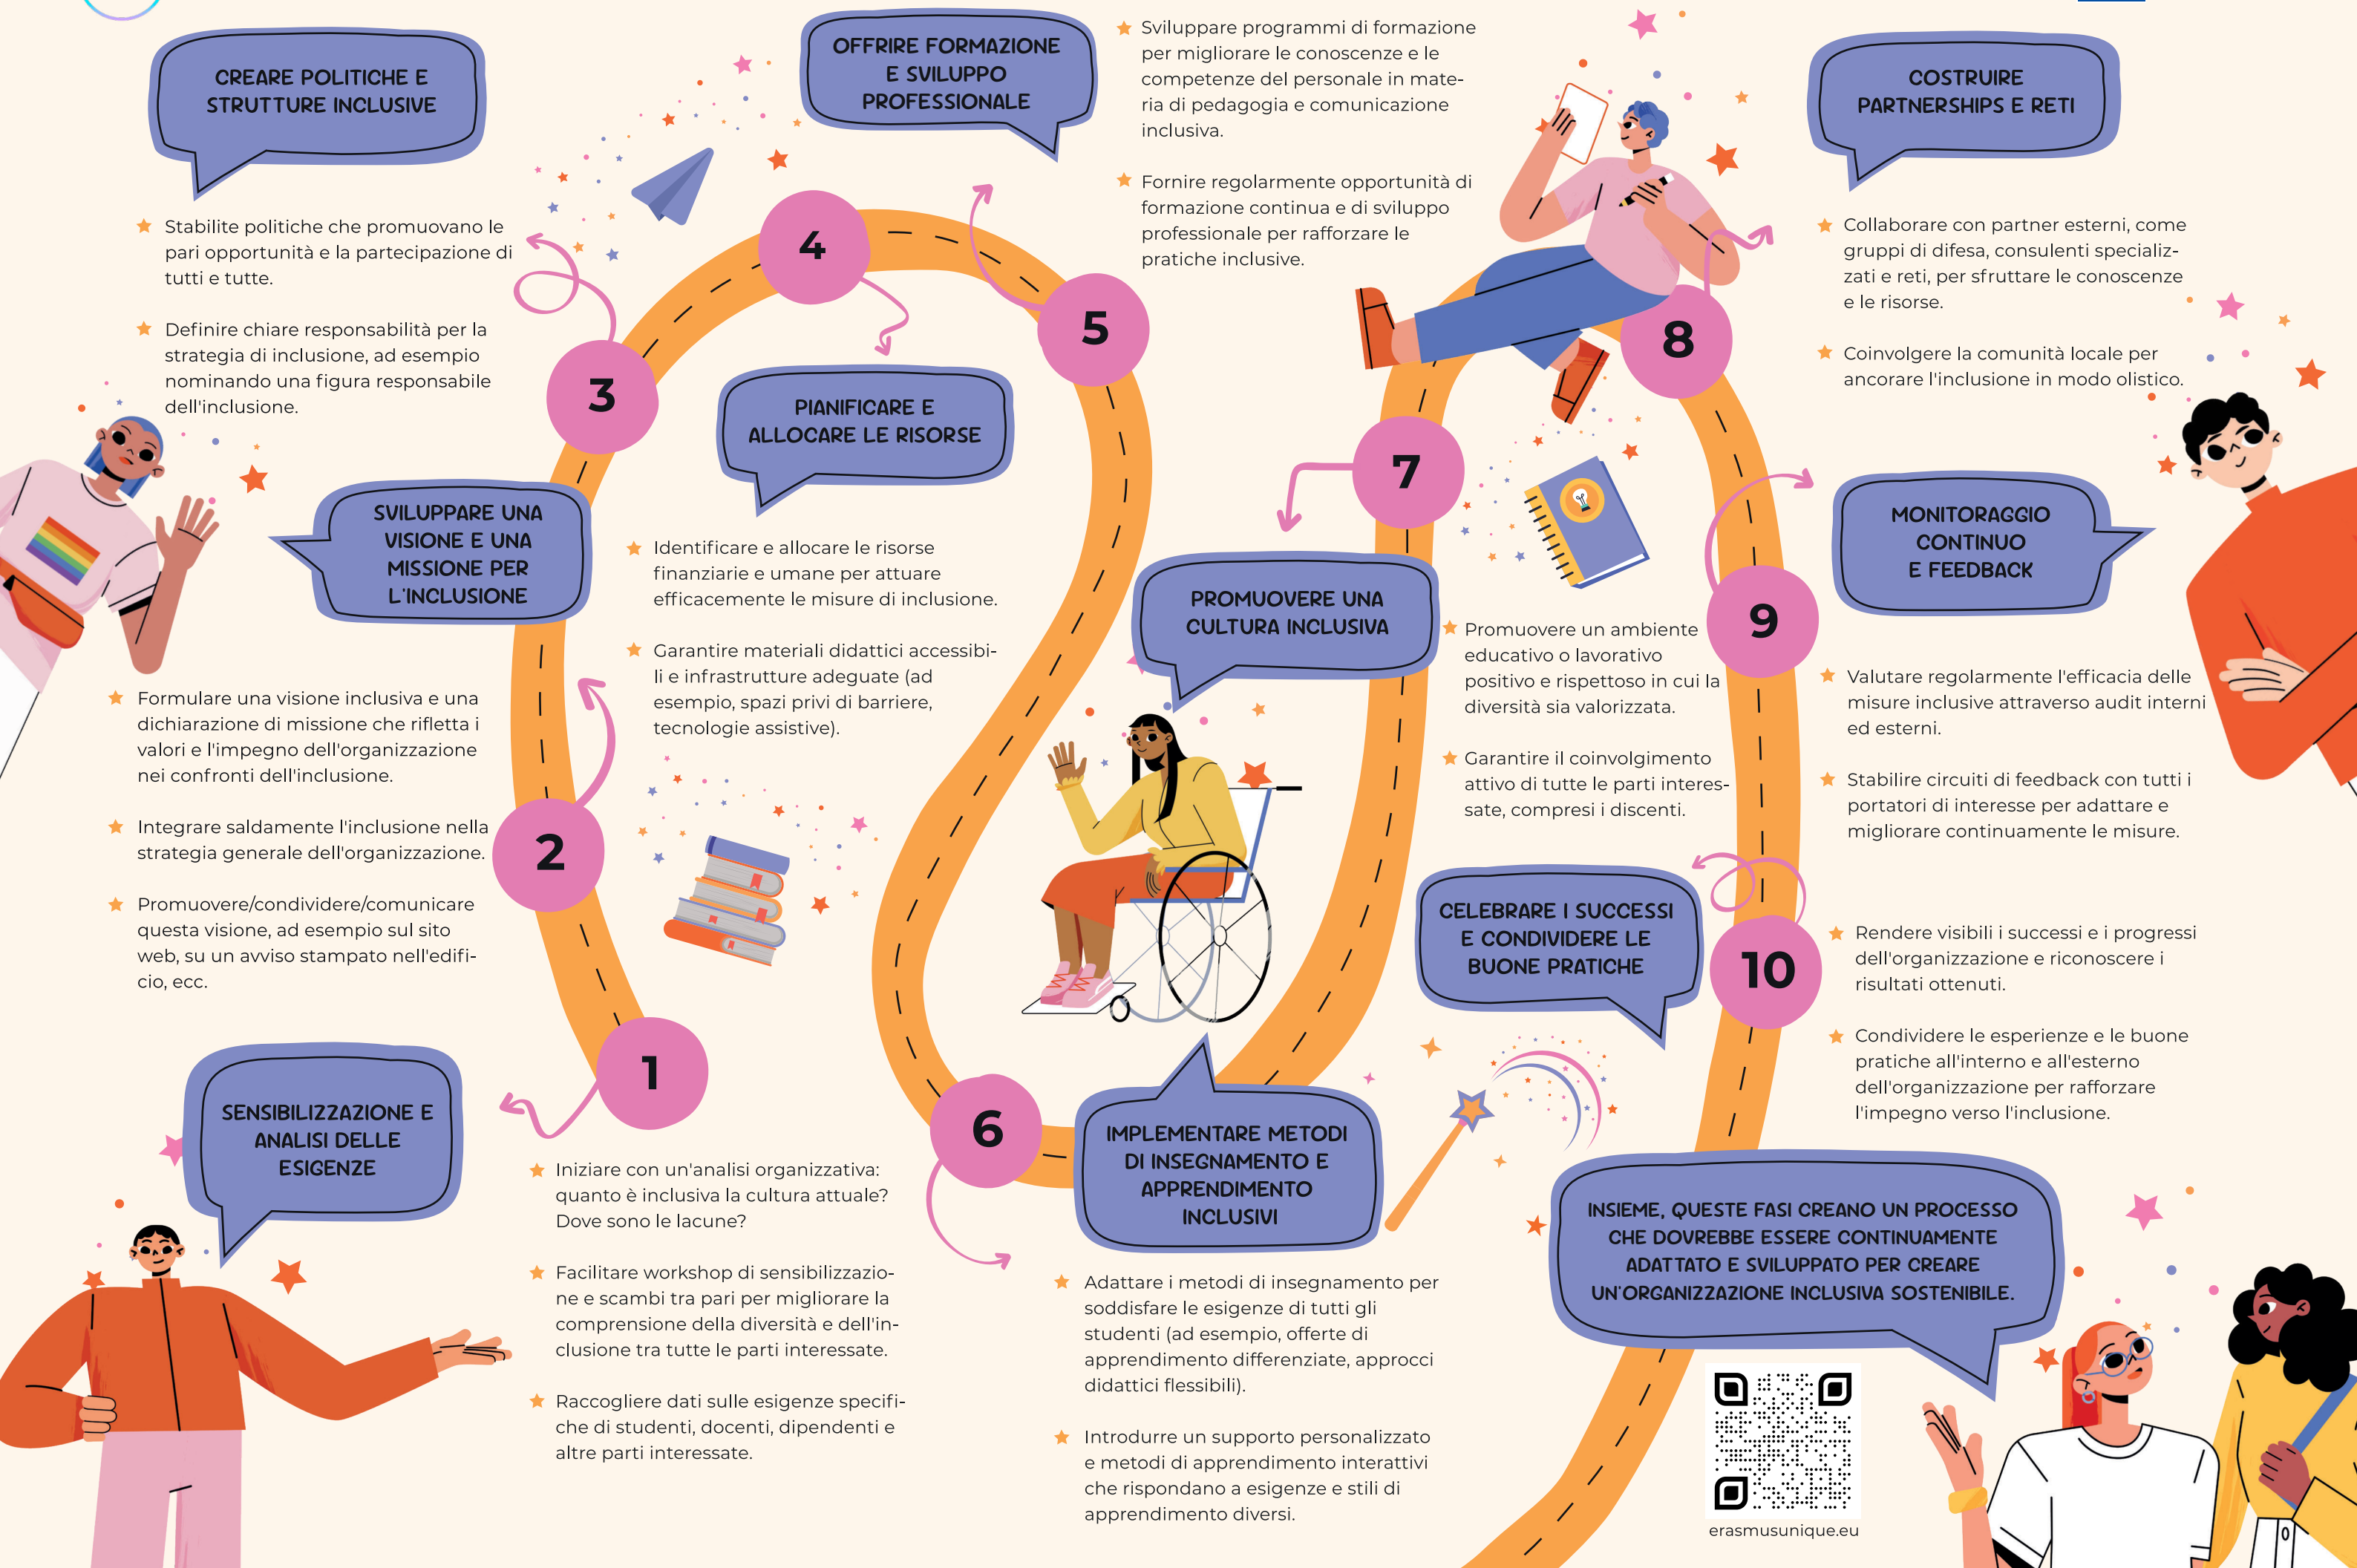 1
SENSIBILIZZAZIONE E
ANALISI DELLE
ESIGENZE
Iniziare con un'analisi organizzativa:
quanto è inclusiva la cultura attuale?
Dove sono le lacune?
Facilitare workshop di sensibilizzazio-
ne e scambi tra pari per migliorare la
comprensione della diversità e dell'in-
clusione tra tutte le parti interessate.
Raccogliere dati sulle esigenze specifi-
che di studenti, docenti, dipendenti e
altre parti interessate.
2
SVILUPPARE UNA
VISIONE E UNA
MISSIONE PER
L'INCLUSIONE
Formulare una visione inclusiva e una
dichiarazione di missione che rifletta i
valori e l'impegno dell'organizzazione
nei confronti dell'inclusione.
Integrare saldamente l'inclusione nella
strategia generale dell'organizzazione.
Promuovere/condividere/comunicare
questa visione, ad esempio sul sito
web, su un avviso stampato nell'edifi-
cio, ecc.
3
CREARE POLITICHE E
STRUTTURE INCLUSIVE
Stabilite politiche che promuovano le
pari opportunità e la partecipazione di
tutti e tutte.
Definire chiare responsabilità per la
strategia di inclusione, ad esempio
nominando una figura responsabile
dell'inclusione.
4
PIANIFICARE E
ALLOCARE LE RISORSE
Identificare e allocare le risorse
finanziarie e umane per attuare
efficacemente le misure di inclusione.
Garantire materiali didattici accessibi-
li e infrastrutture adeguate (ad
esempio, spazi privi di barriere,
tecnologie assistive).
5
OFFRIRE FORMAZIONE
E SVILUPPO
PROFESSIONALE
Sviluppare programmi di formazione
per migliorare le conoscenze e le
competenze del personale in mate-
ria di pedagogia e comunicazione
inclusiva.
Fornire regolarmente opportunità di
formazione continua e di sviluppo
professionale per rafforzare le
pratiche inclusive.
6
IMPLEMENTARE METODI
DI INSEGNAMENTO E
APPRENDIMENTO
INCLUSIVI
Adattare i metodi di insegnamento per
soddisfare le esigenze di tutti gli
studenti (ad esempio, offerte di
apprendimento differenziate, approcci
didattici flessibili).
Introdurre un supporto personalizzato
e metodi di apprendimento interattivi
che rispondano a esigenze e stili di
apprendimento diversi.
7
PROMUOVERE UNA
CULTURA INCLUSIVA
Promuovere un ambiente
educativo o lavorativo
positivo e rispettoso in cui la
diversità sia valorizzata.
Garantire il coinvolgimento
attivo di tutte le parti interes-
sate, compresi i discenti.
8
COSTRUIRE
PARTNERSHIPS E RETI
Collaborare con partner esterni, come
gruppi di difesa, consulenti specializ-
zati e reti, per sfruttare le conoscenze
e le risorse.
Coinvolgere la comunità locale per
ancorare l'inclusione in modo olistico.
9
MONITORAGGIO
CONTINUO
E FEEDBACK
Valutare regolarmente l'efficacia delle
misure inclusive attraverso audit interni
ed esterni.
Stabilire circuiti di feedback con tutti i
portatori di interesse per adattare e
migliorare continuamente le misure.
10
CELEBRARE I SUCCESSI
E CONDIVIDERE LE
BUONE PRATICHE
Rendere visibili i successi e i progressi
dell'organizzazione e riconoscere i
risultati ottenuti.
Condividere le esperienze e le buone
pratiche all'interno e all'esterno
dell'organizzazione per rafforzare
l'impegno verso l'inclusione.
INSIEME, QUESTE FASI CREANO UN PROCESSO
CHE DOVREBBE ESSERE CONTINUAMENTE
ADATTATO E SVILUPPATO PER CREARE
UN'ORGANIZZAZIONE INCLUSIVA SOSTENIBILE.
erasmusunique.eu